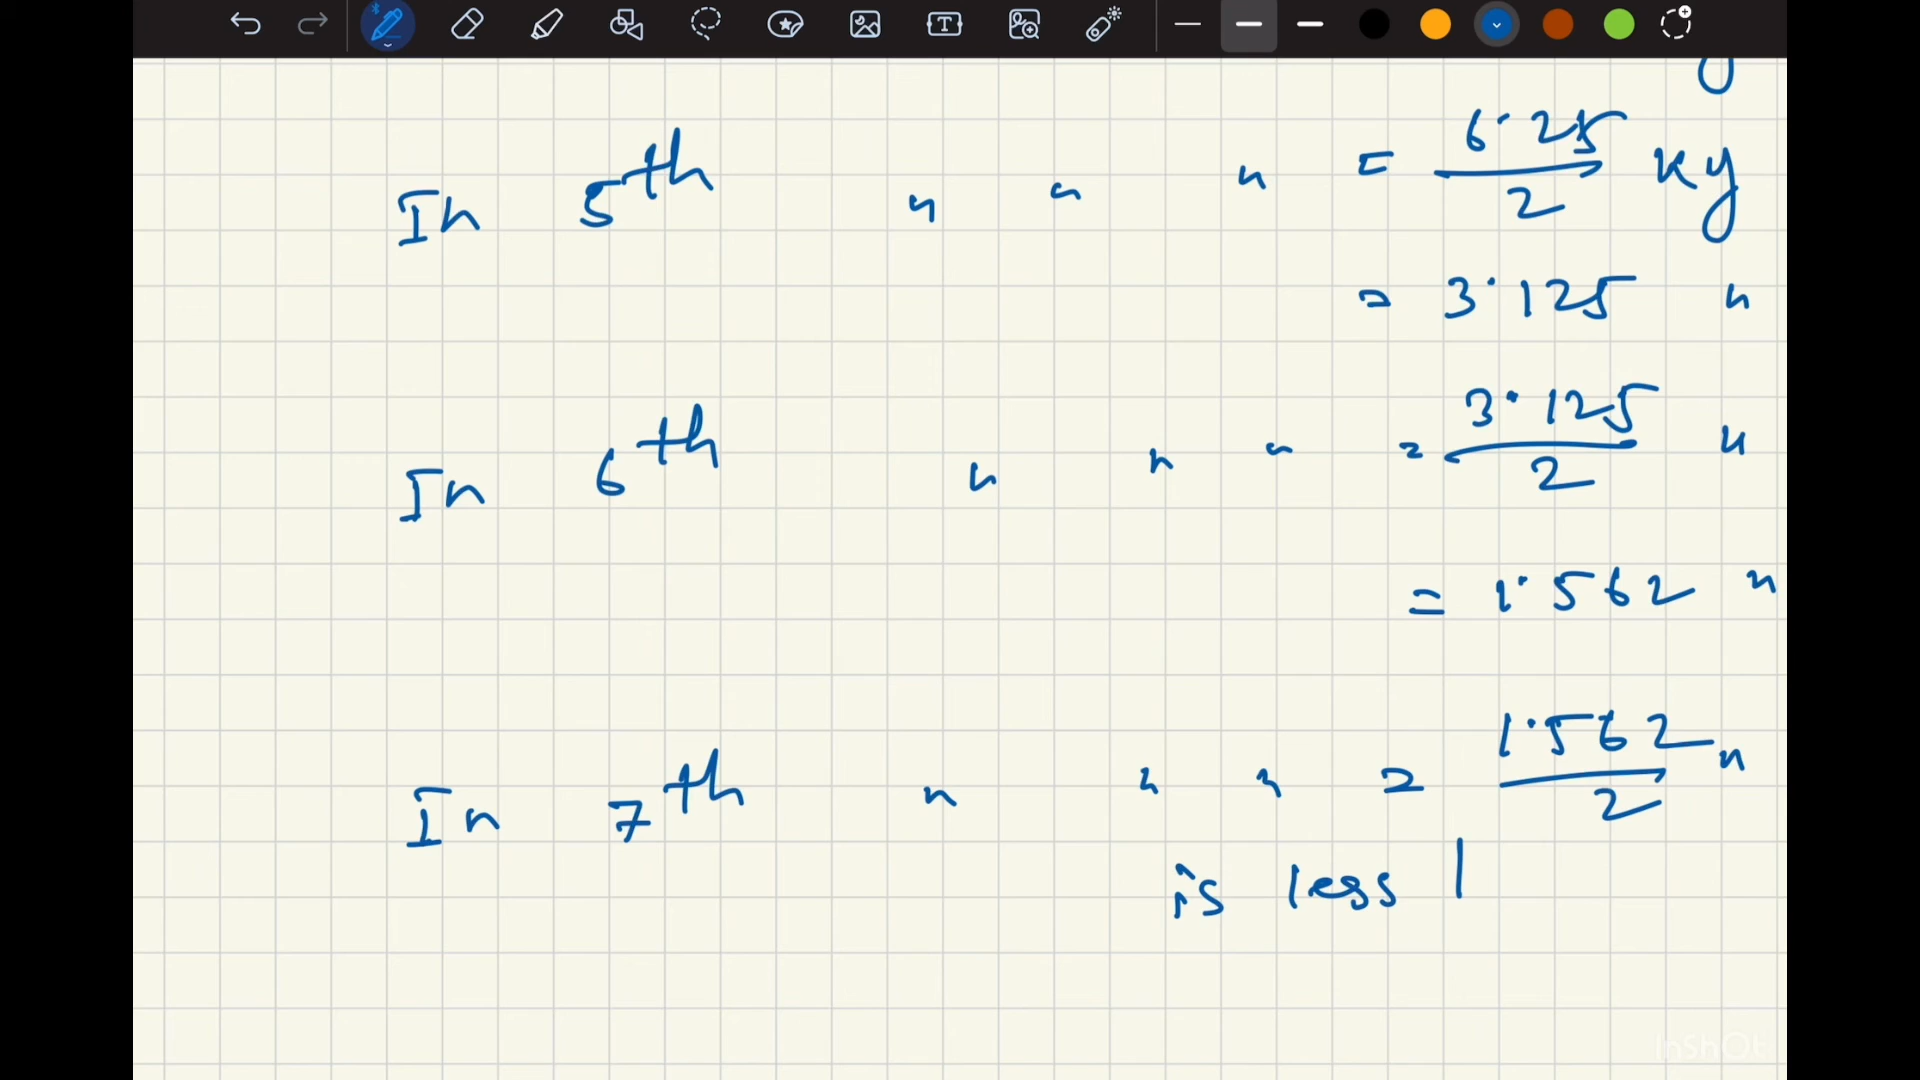 In 5th " " " = 6.25/2 kg
= 3.125 "
In 6th " " " = 3.125/2 "
= 1.562 "
In 7th " " " = 1.562/2 "
is less
InShOt